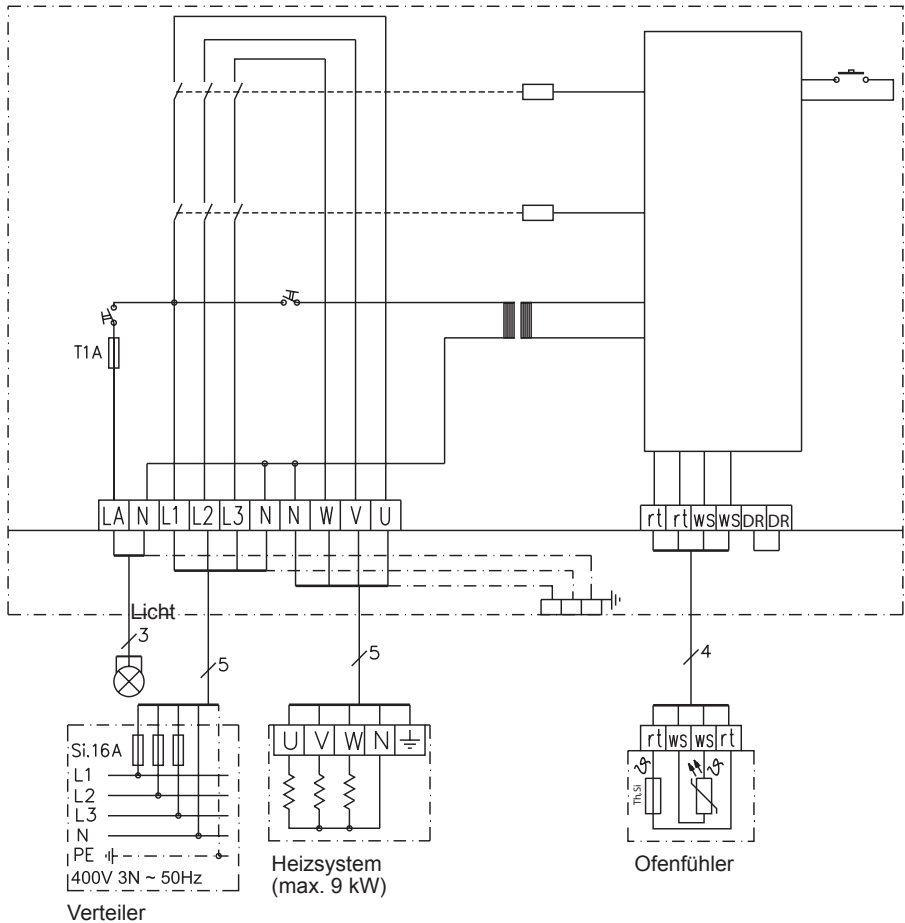 T1A
LA N L1 L2 L3 N N W V U
rt rt ws ws DR DR
Licht
3
5
5
4
Si.16A
L1
L2
L3
N
PE
400V 3N ~ 50Hz
Verteiler
U V W N
Heizsystem
(max. 9 kW)
rt ws ws rt
ϑ ϑ
Th.Si
Ofenfühler